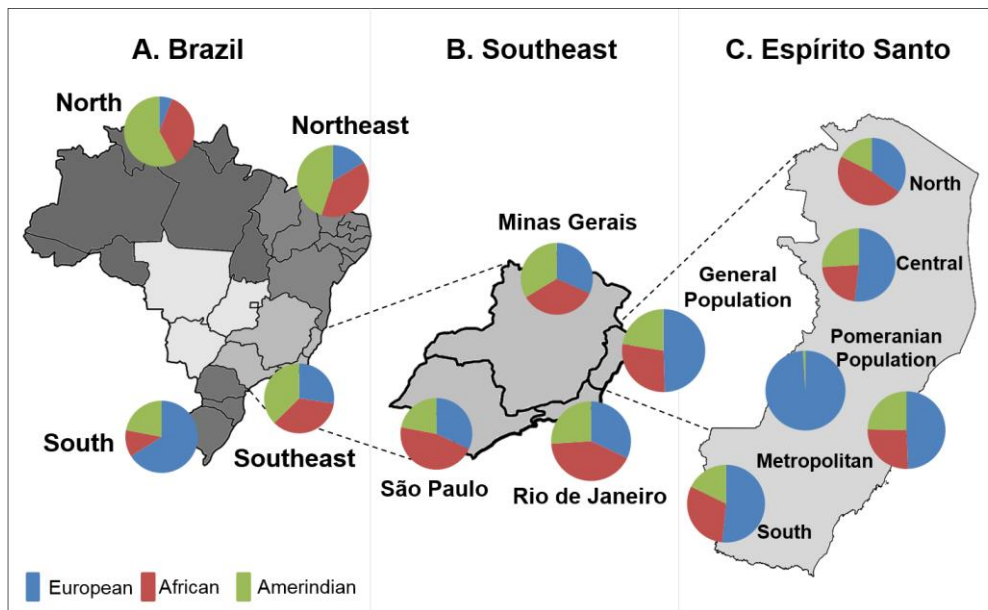 A. Brazil
North
Northeast
South
Southeast
European
African
Amerindian
B. Southeast
Minas Gerais
General
Population
São Paulo
Rio de Janeiro
C. Espírito Santo
North
Central
Pomeranian
Population
Metropolitan
South